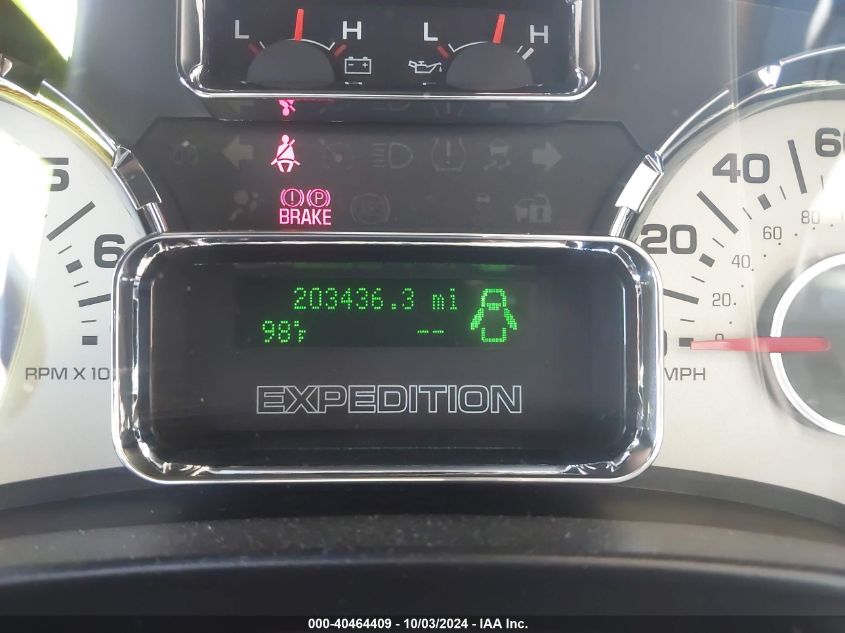 L H L H
5
6
RPM X 10
BRAKE
203436.3 mi
98°F --
EXPEDITION
20 40 60
20 40 60 80
0
MPH
000--40464409 - 10/03/2024 - IAA Inc.